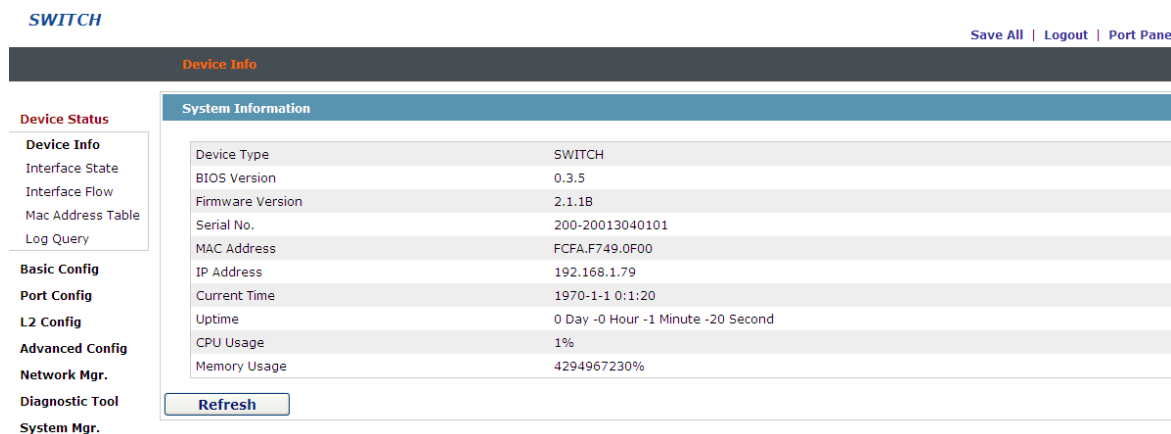 SWITCH
Save All | Logout | Port Pane
Device Info
Device Status
Device Info
Interface State
Interface Flow
Mac Address Table
Log Query
Basic Config
Port Config
L2 Config
Advanced Config
Network Mgr.
Diagnostic Tool
System Mgr.
System Information
Device Type SWITCH
BIOS Version 0.3.5
Firmware Version 2.1.1B
Serial No. 200-20013040101
MAC Address FCFA.F749.0F00
IP Address 192.168.1.79
Current Time 1970-1-1 0:1:20
Uptime 0 Day -0 Hour -1 Minute -20 Second
CPU Usage 1%
Memory Usage 4294967230%
Refresh